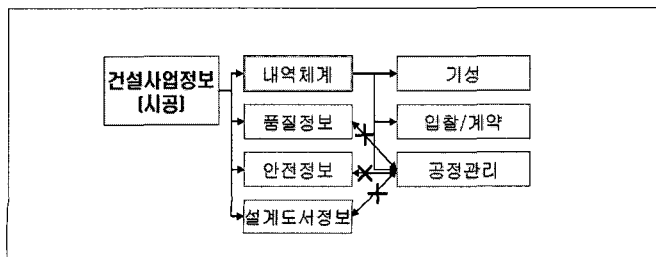 건설사업정보
(시공)
내역체계
품질정보
안전정보
설계도서정보
기성
입찰/계약
공정관리